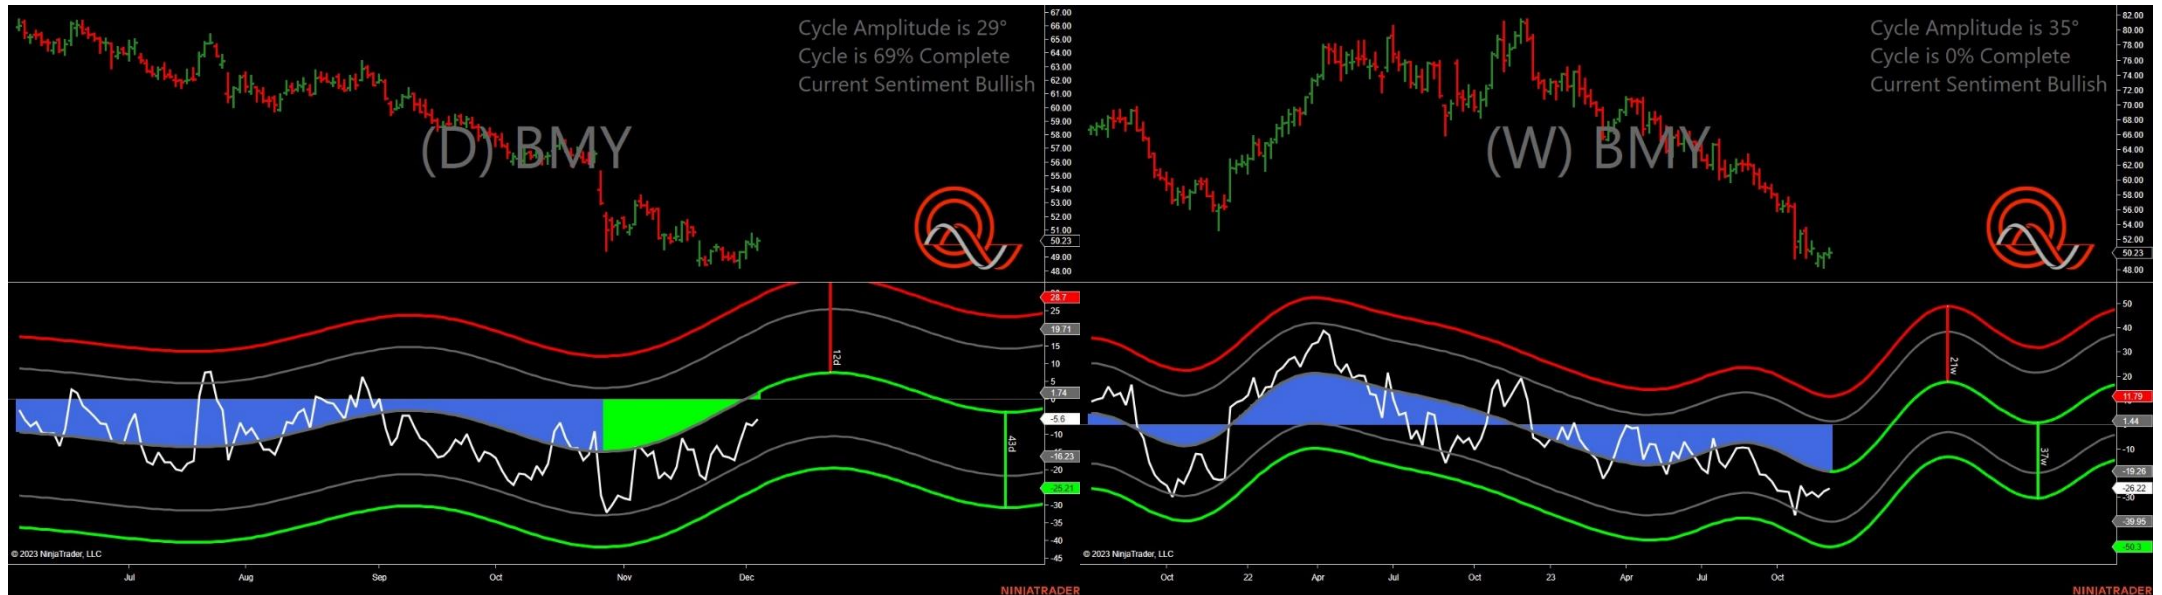 Cycle Amplitude is 29°
Cycle is 69% Complete
Current Sentiment Bullish
(D) BMY
67.00
66.00
65.00
64.00
63.00
62.00
61.00
60.00
59.00
58.00
57.00
56.00
55.00
54.00
53.00
52.00
51.00
50.23
49.00
48.00
28.7
25
19.71
15
10
5
1.74
0
-5.6
-10
-16.23
-20
-25.21
-30
-35
-40
-45
12d
43d
© 2023 NinjaTrader, LLC
Jul
Aug
Sep
Oct
Nov
Dec
NINJATRADER
Cycle Amplitude is 35°
Cycle is 0% Complete
Current Sentiment Bullish
(W) BMY
82.00
80.00
78.00
76.00
74.00
72.00
70.00
68.00
66.00
64.00
62.00
60.00
58.00
56.00
54.00
52.00
50.23
48.00
50
40
30
20
11.79
1.44
-10
-19.26
-26.22
-30
-39.95
-50.3
21w
37w
© 2023 NinjaTrader, LLC
Oct
22
Apr
Jul
Oct
23
Apr
Jul
Oct
NINJATRADER